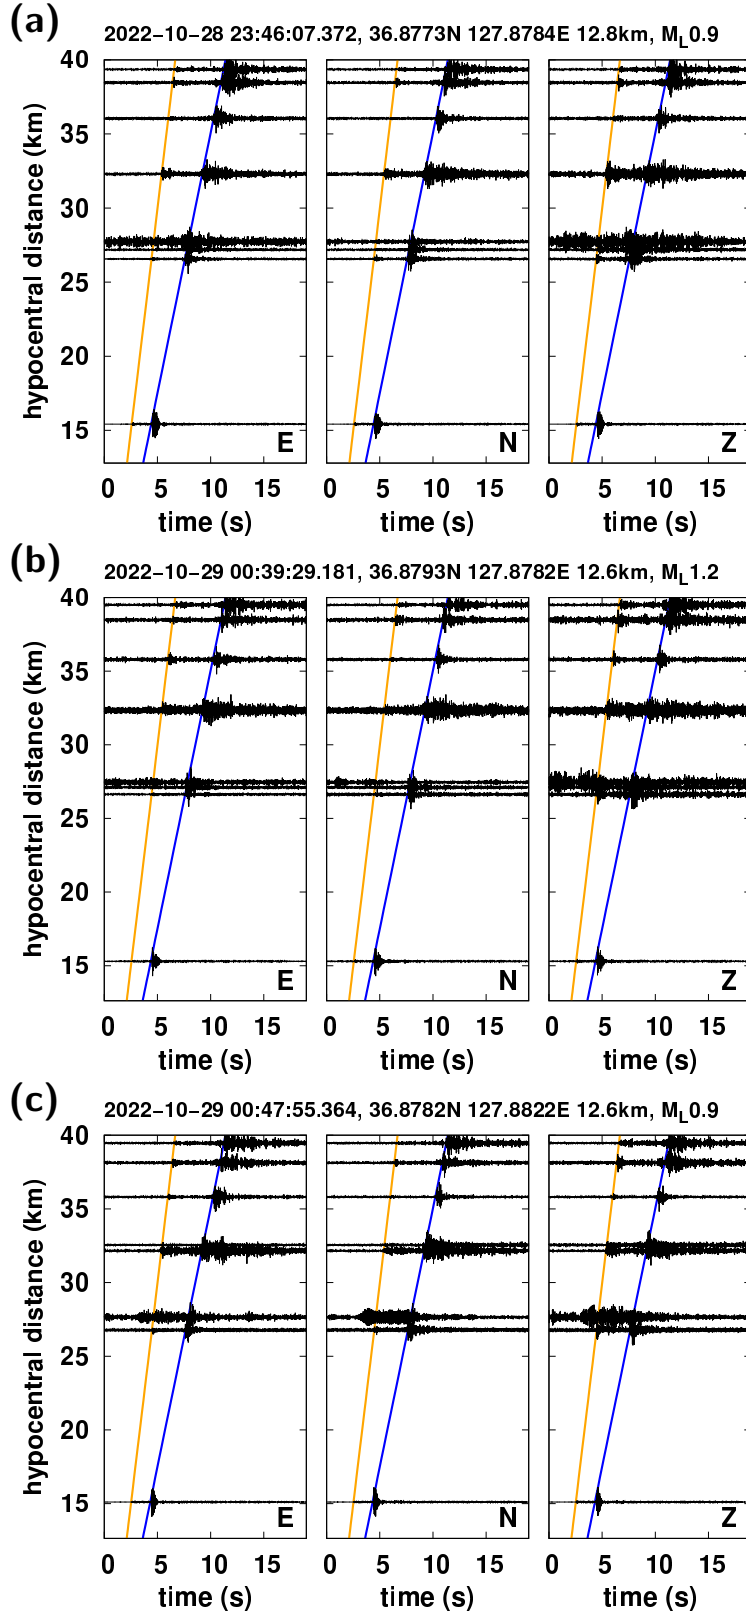 (a)
2022−10−28 23:46:07.372, 36.8773N 127.8784E 12.8km, ML0.9
hypocentral distance (km)
40
35
30
25
20
15
E
N
Z
0 5 10 15
0 5 10 15
0 5 10 15
time (s)
time (s)
time (s)
(b)
2022−10−29 00:39:29.181, 36.8793N 127.8782E 12.6km, ML1.2
hypocentral distance (km)
40
35
30
25
20
15
E
N
Z
0 5 10 15
0 5 10 15
0 5 10 15
time (s)
time (s)
time (s)
(c)
2022−10−29 00:47:55.364, 36.8782N 127.8822E 12.6km, ML0.9
hypocentral distance (km)
40
35
30
25
20
15
E
N
Z
0 5 10 15
0 5 10 15
0 5 10 15
time (s)
time (s)
time (s)